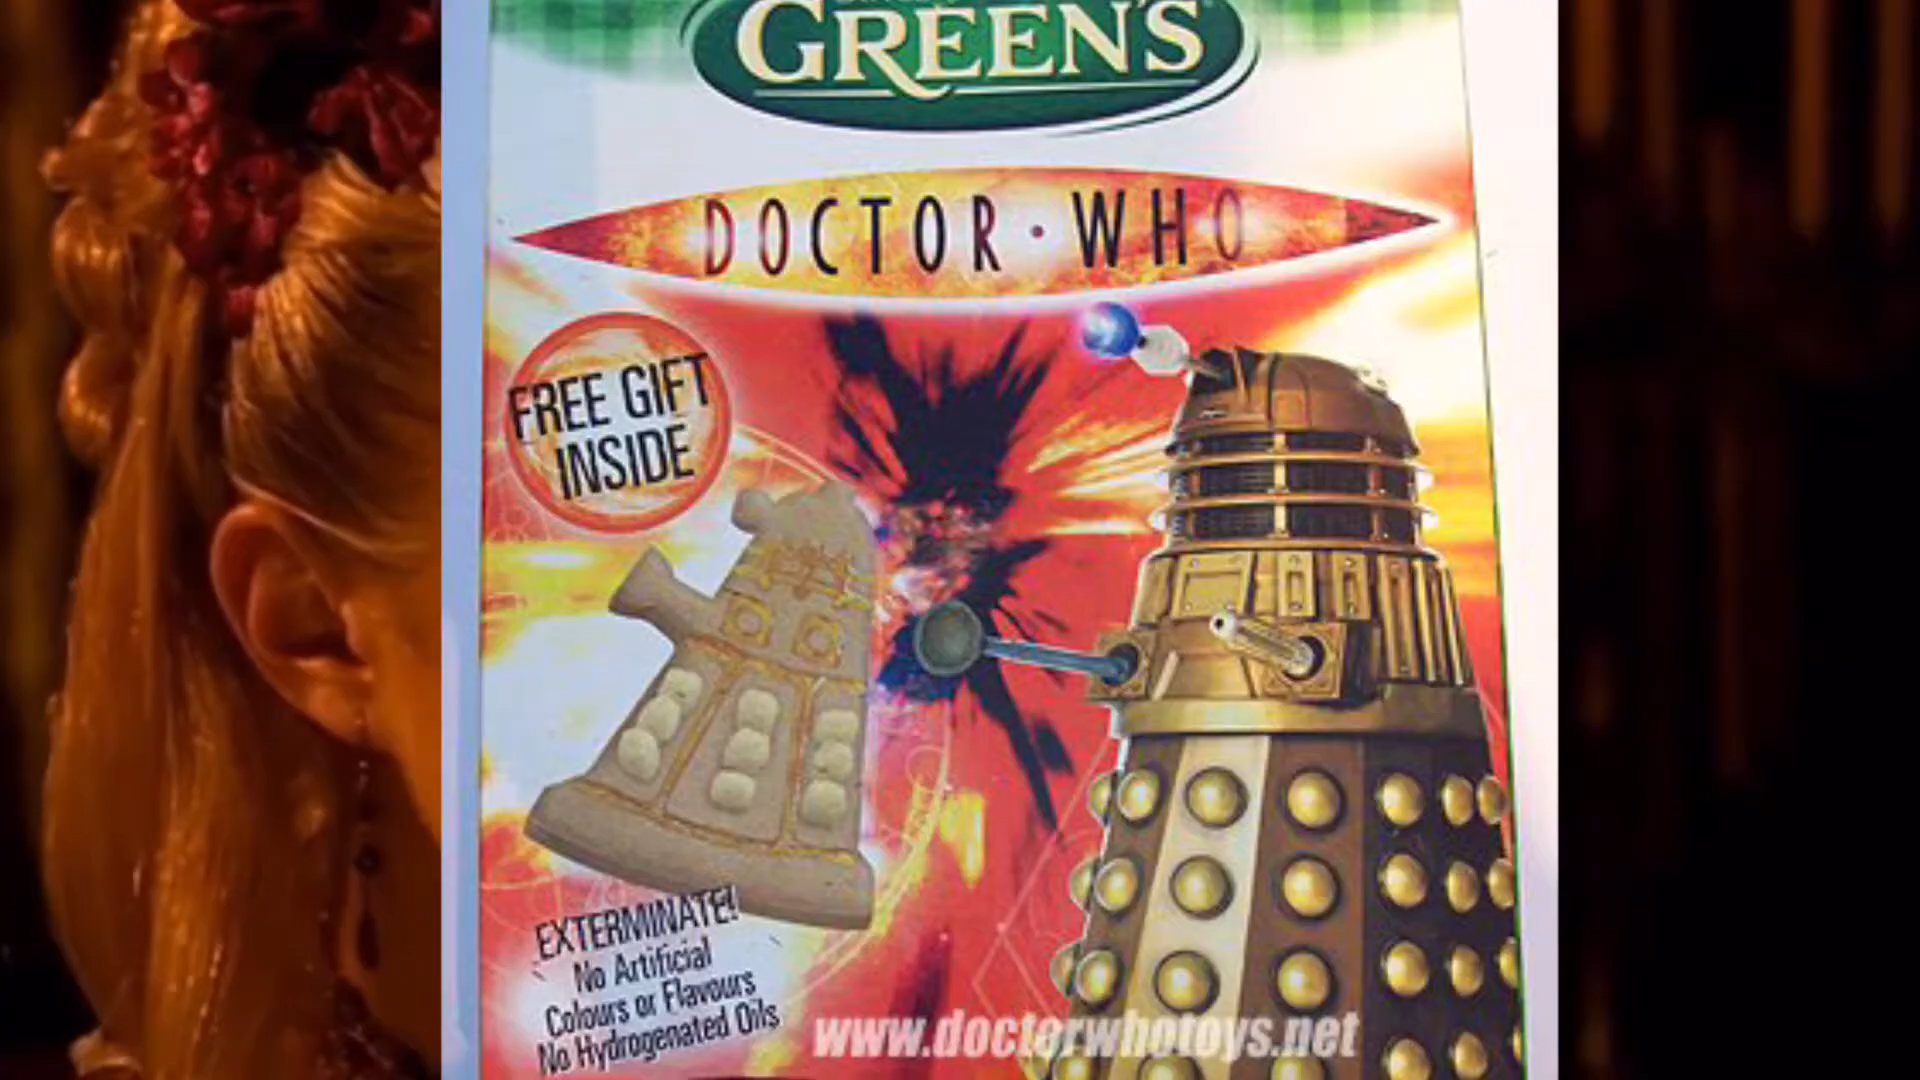 GREEN'S
DOCTOR · WHO
FREE GIFT
INSIDE
EXTERMINATE!
No Artificial
Colours or Flavours
No Hydrogenated Oils
www.doctorwhotoys.net